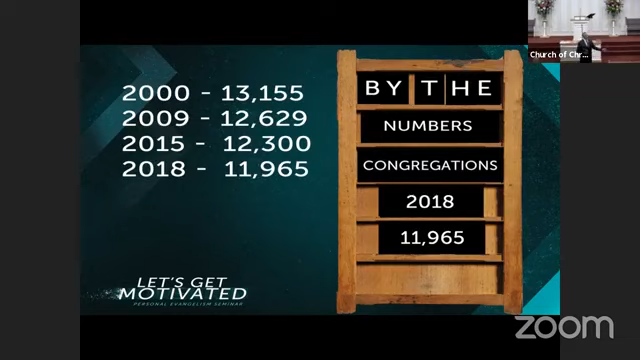 Church of Chr...
2000 - 13,155
2009 - 12,629
2015 - 12,300
2018 - 11,965
BY THE
NUMBERS
CONGREGATIONS
2018
11,965
LET'S GET
MOTIVATED
PERSONAL EVANGELISM SEMINAR
zoom